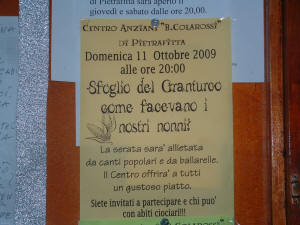 di Pietrafitta sarà aperto il
giovedì e sabato dalle ore 20,00.
CENTRO ANZIANI "B.COLAROSSI"
DI PIETRAFITTA
Domenica 11 Ottobre 2009
alle ore 20:00
-Sfoglio del Granturco
come facevano i
nostri nonni!
La serata sara' allietata
da canti popolari e da ballarelle.
Il Centro offrira' a tutti
un gustoso piatto.
Siete invitati a partecipare e chi puo'
con abiti ciociari!!!
COLAROSSI"